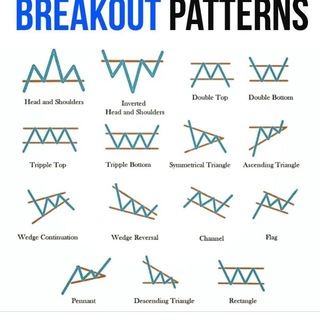 BREAKOUT PATTERNS
Head and Shoulders
Inverted
Head and Shoulders
Double Top
Double Bottom
Tripple Top
Tripple Bottom
Symmetrical Triangle
Ascending Triangle
Wedge Continuation
Wedge Reversal
Channel
Flag
Pennant
Descending Triangle
Rectingle